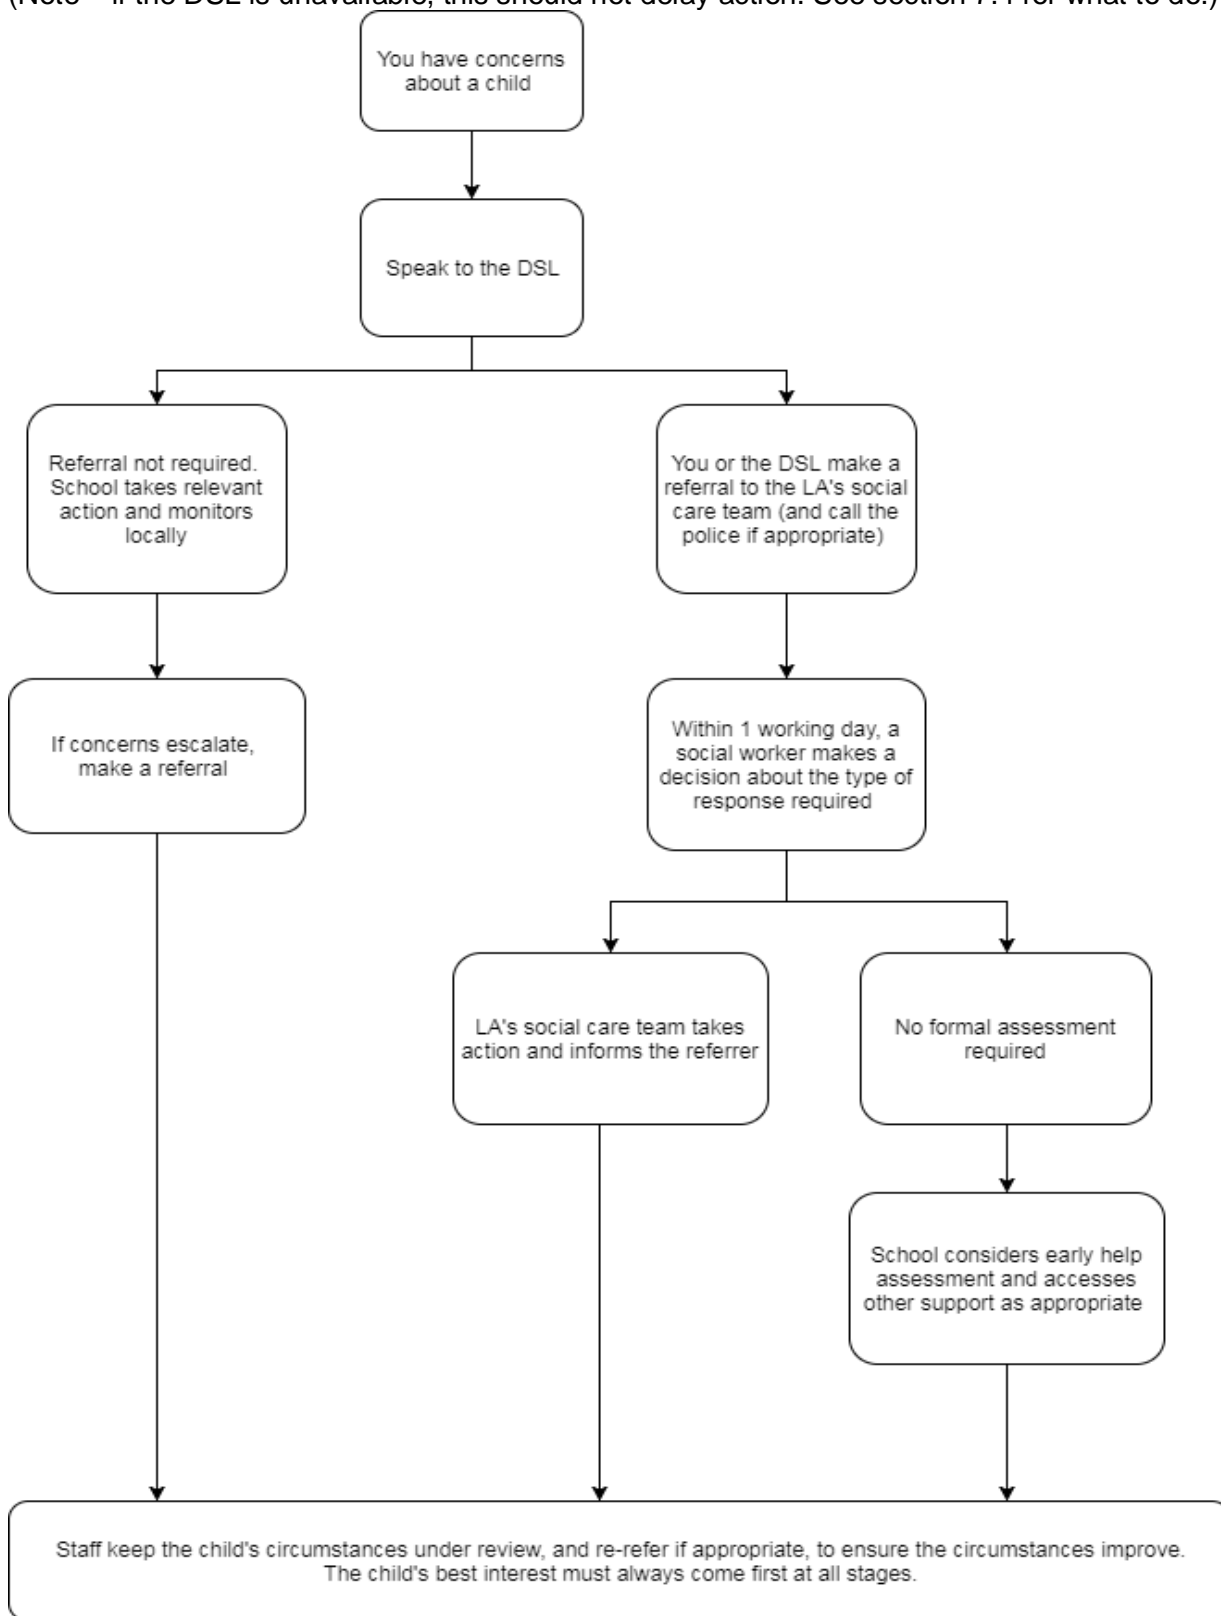 (Note – if the DSL is unavailable, this should not delay action. See section 7.4 for what to do.)
You have concerns
about a child
Speak to the DSL
Referral not required.
School takes relevant
action and monitors
locally
You or the DSL make a
referral to the LA's social
care team (and call the
police if appropriate)
If concerns escalate,
make a referral
Within 1 working day, a
social worker makes a
decision about the type of
response required
LA's social care team takes
action and informs the referrer
No formal assessment
required
School considers early help
assessment and accesses
other support as appropriate
Staff keep the child's circumstances under review, and re-refer if appropriate, to ensure the circumstances improve.
The child's best interest must always come first at all stages.